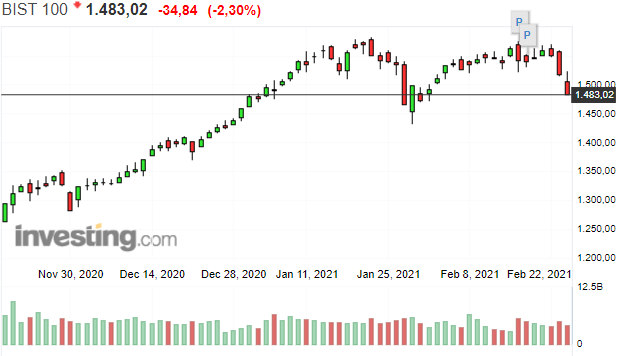 BIST 100 1.483,02 -34,84 (-2,30%)
P
P
1.500,00
1.483,02
1.450,00
1.400,00
1.350,00
1.300,00
1.250,00
1.200,00
investing.com
Nov 30, 2020 Dec 14, 2020 Dec 28, 2020 Jan 11, 2021 Jan 25, 2021 Feb 8, 2021 Feb 22, 2021
12.5B
0